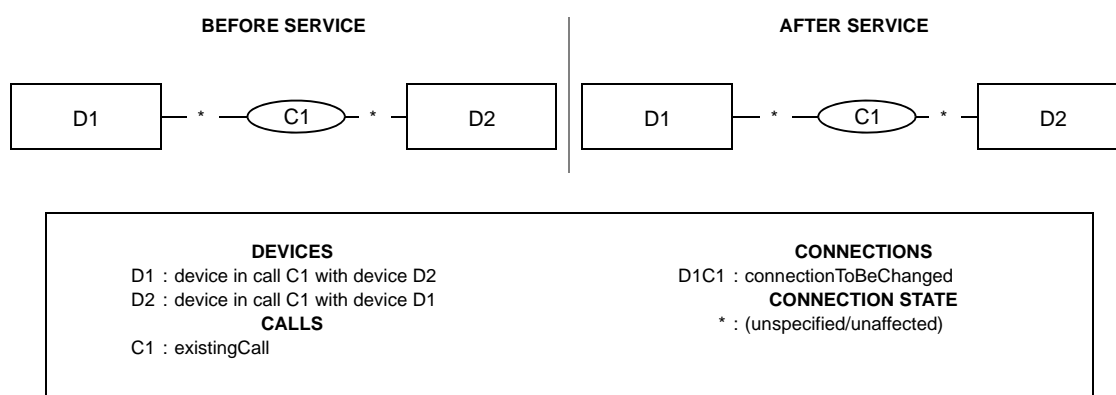 BEFORE SERVICE
AFTER SERVICE
D1 * C1 * D2
D1 * C1 * D2
DEVICES
D1 : device in call C1 with device D2
D2 : device in call C1 with device D1
CALLS
C1 : existingCall
CONNECTIONS
D1C1 : connectionToBeChanged
CONNECTION STATE
* : (unspecified/unaffected)